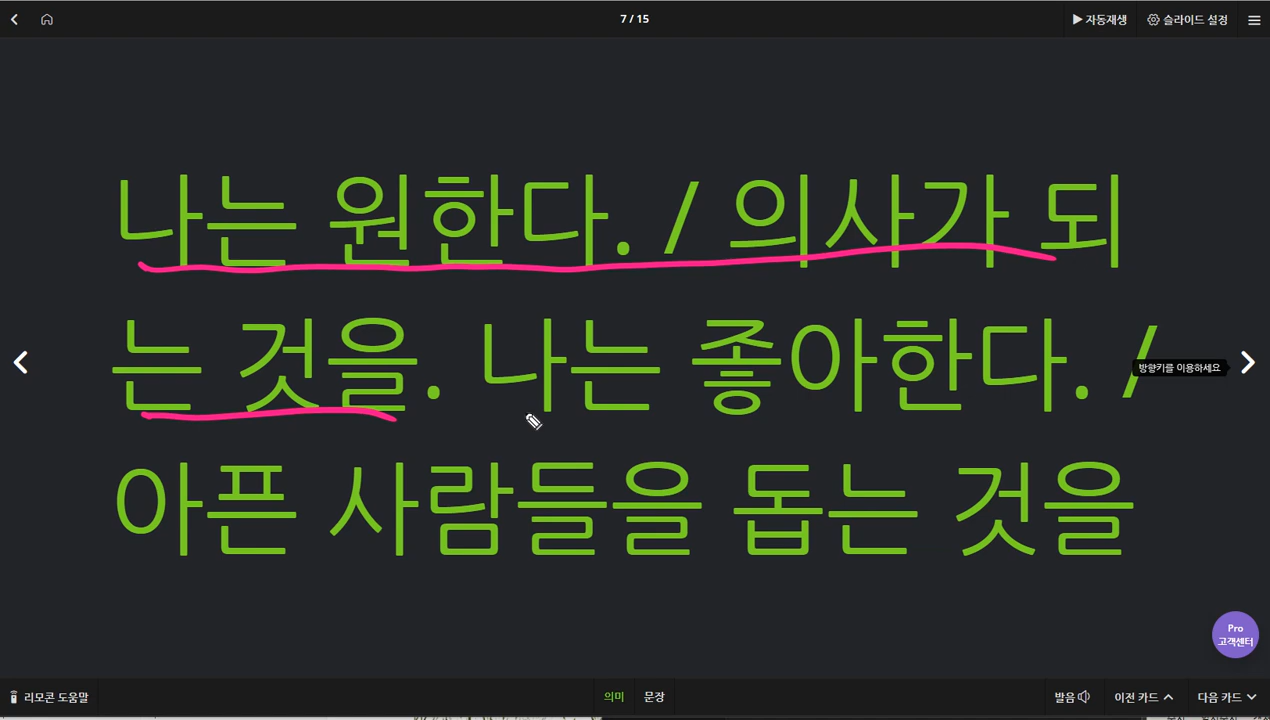 7 / 15
▶ 자동재생
슬라이드 설정
나는 원한다. / 의사가 되
는 것을. 나는 좋아한다. /
방향키를 이용하세요
아픈 사람들을 돕는 것을
Pro
고객센터
리모콘 도움말
의미
문장
발음
이전 카드
다음 카드